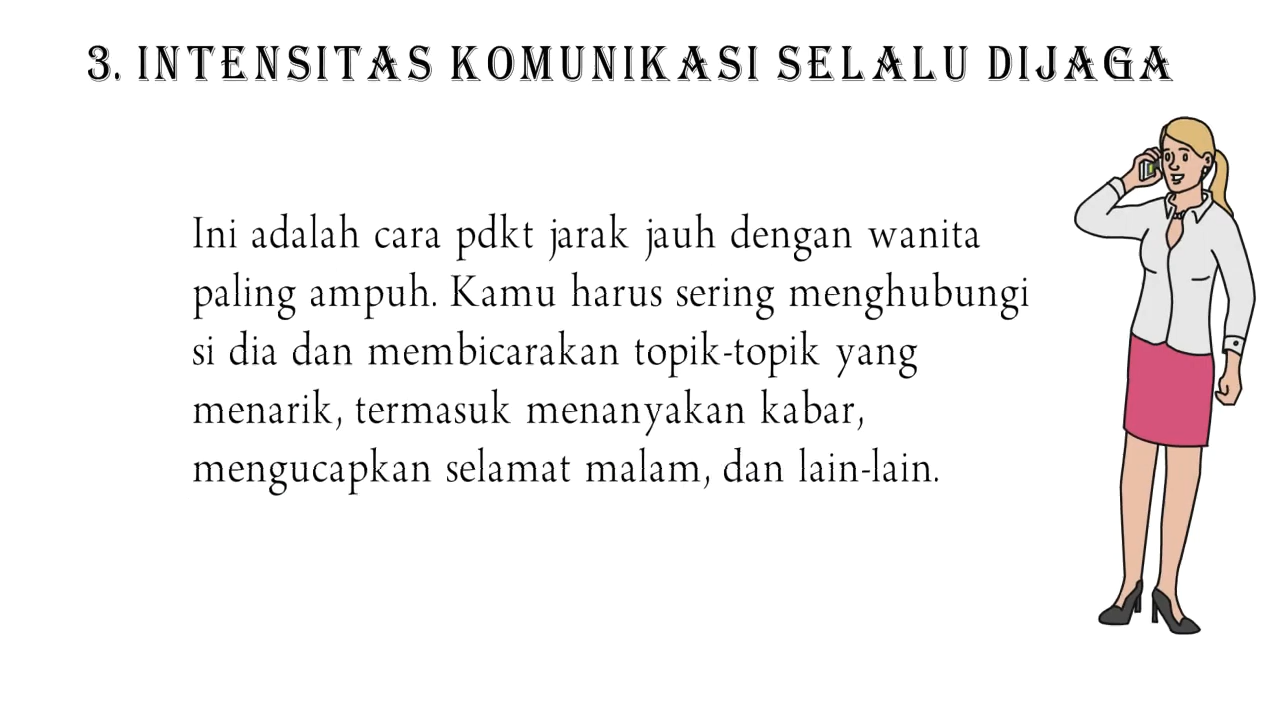 3. INTENSITAS KOMUNIKASI SELALU DIJAGA
Ini adalah cara pdkt jarak jauh dengan wanita
paling ampuh. Kamu harus sering menghubungi
si dia dan membicarakan topik-topik yang
menarik, termasuk menanyakan kabar,
mengucapkan selamat malam, dan lain-lain.